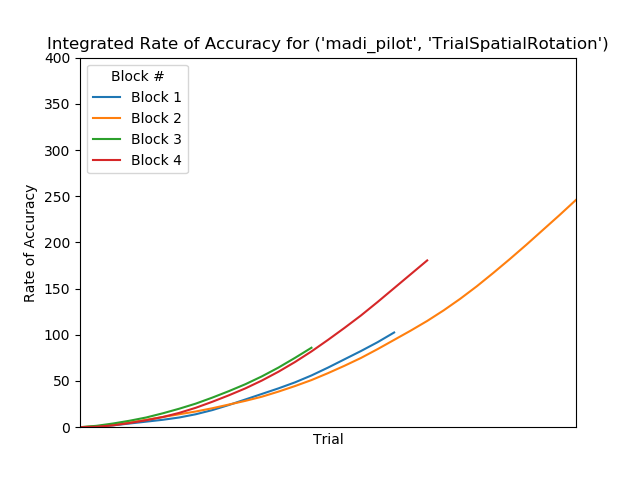 Integrated Rate of Accuracy for ('madi_pilot', 'TrialSpatialRotation')
400
350
300
250
200
150
100
50
0
Rate of Accuracy
Block #
Block 1
Block 2
Block 3
Block 4
Trial